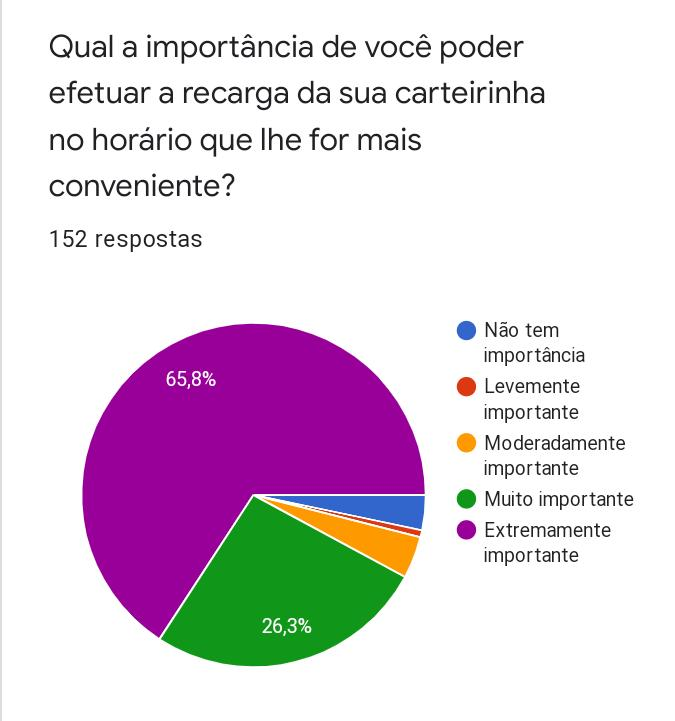 Qual a importância de você poder
efetuar a recarga da sua carteirinha
no horário que lhe for mais
conveniente?
152 respostas
65,8%
26,3%
Não tem
importância
Levemente
importante
Moderadamente
importante
Muito importante
Extremamente
importante